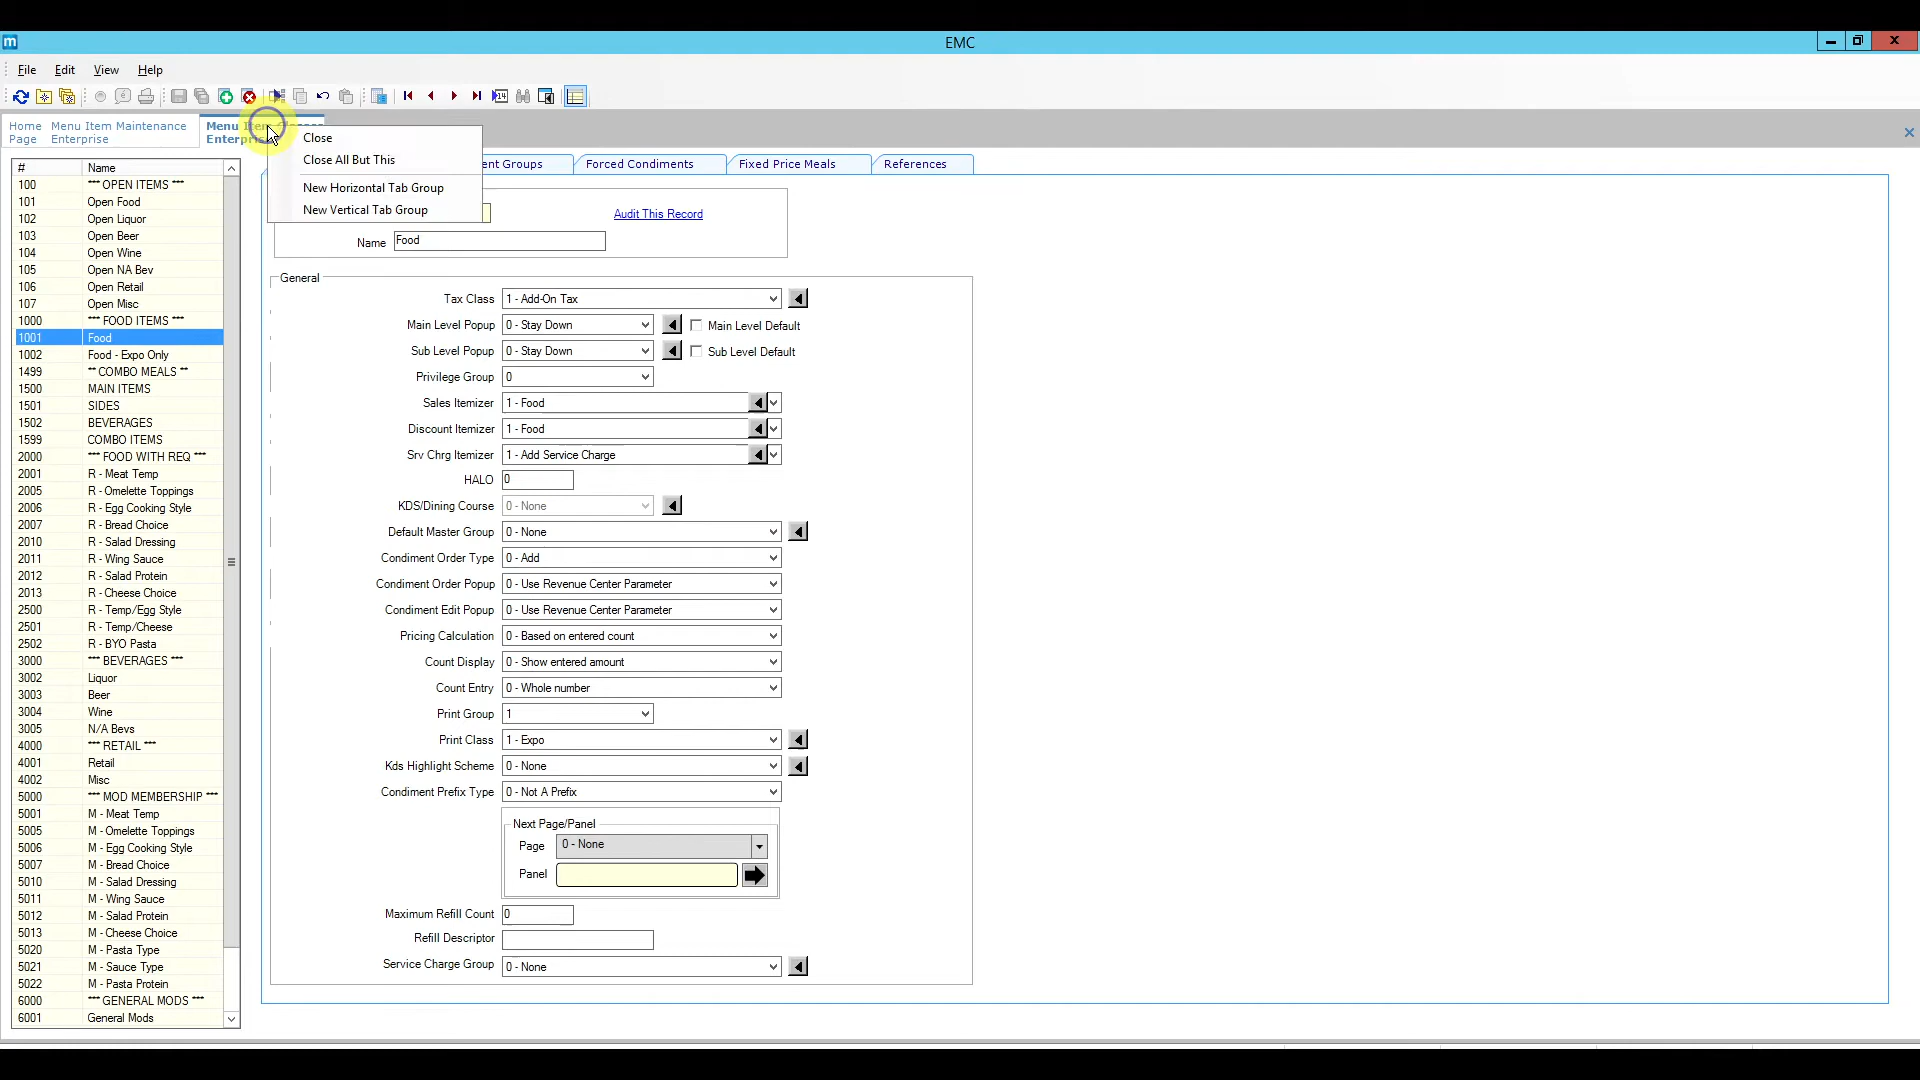 m
EMC
File Edit View Help
Home Page
Menu Item Maintenance
Enterprise
Menu Item
Enterpris
Close
Close All But This
New Horizontal Tab Group
New Vertical Tab Group
ent Groups
Forced Condiments
Fixed Price Meals
References
# Name
100 *** OPEN ITEMS ***
101 Open Food
102 Open Liquor
103 Open Beer
104 Open Wine
105 Open NA Bev
106 Open Retail
107 Open Misc
1000 *** FOOD ITEMS ***
1001 Food
1002 Food - Expo Only
1499 ** COMBO MEALS **
1500 MAIN ITEMS
1501 SIDES
1502 BEVERAGES
1599 COMBO ITEMS
2000 *** FOOD WITH REQ ***
2001 R - Meat Temp
2005 R - Omelette Toppings
2006 R - Egg Cooking Style
2007 R - Bread Choice
2010 R - Salad Dressing
2011 R - Wing Sauce
2012 R - Salad Protein
2013 R - Cheese Choice
2500 R - Temp/Egg Style
2501 R - Temp/Cheese
2502 R - BYO Pasta
3000 *** BEVERAGES ***
3002 Liquor
3003 Beer
3004 Wine
3005 N/A Bevs
4000 *** RETAIL ***
4001 Retail
4002 Misc
5000 *** MOD MEMBERSHIP ***
5001 M - Meat Temp
5005 M - Omelette Toppings
5006 M - Egg Cooking Style
5007 M - Bread Choice
5010 M - Salad Dressing
5011 M - Wing Sauce
5012 M - Salad Protein
5013 M - Cheese Choice
5020 M - Pasta Type
5021 M - Sauce Type
5022 M - Pasta Protein
6000 *** GENERAL MODS ***
6001 General Mods
Audit This Record
Name Food
General
Tax Class 1 - Add-On Tax
Main Level Popup 0 - Stay Down Main Level Default
Sub Level Popup 0 - Stay Down Sub Level Default
Privilege Group 0
Sales Itemizer 1 - Food
Discount Itemizer 1 - Food
Srv Chrg Itemizer 1 - Add Service Charge
HALO 0
KDS/Dining Course 0 - None
Default Master Group 0 - None
Condiment Order Type 0 - Add
Condiment Order Popup 0 - Use Revenue Center Parameter
Condiment Edit Popup 0 - Use Revenue Center Parameter
Pricing Calculation 0 - Based on entered count
Count Display 0 - Show entered amount
Count Entry 0 - Whole number
Print Group 1
Print Class 1 - Expo
Kds Highlight Scheme 0 - None
Condiment Prefix Type 0 - Not A Prefix
Next Page/Panel
Page 0 - None
Panel
Maximum Refill Count 0
Refill Descriptor
Service Charge Group 0 - None